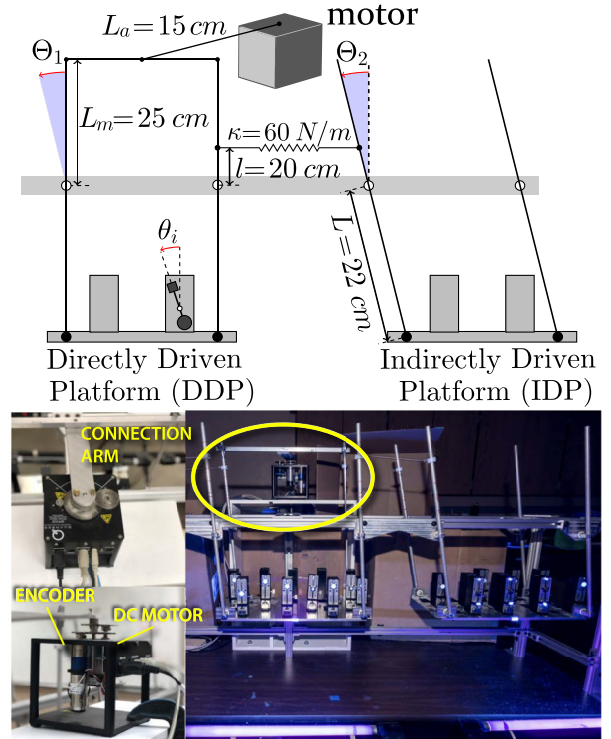 motor
L_a=15 cm
Θ_1
Θ_2
L_m=25 cm
κ=60 N/m
l=20 cm
θ_i
L=22 cm
Directly Driven
Platform (DDP)
Indirectly Driven
Platform (IDP)
CONNECTION
ARM
ENCODER
DC MOTOR